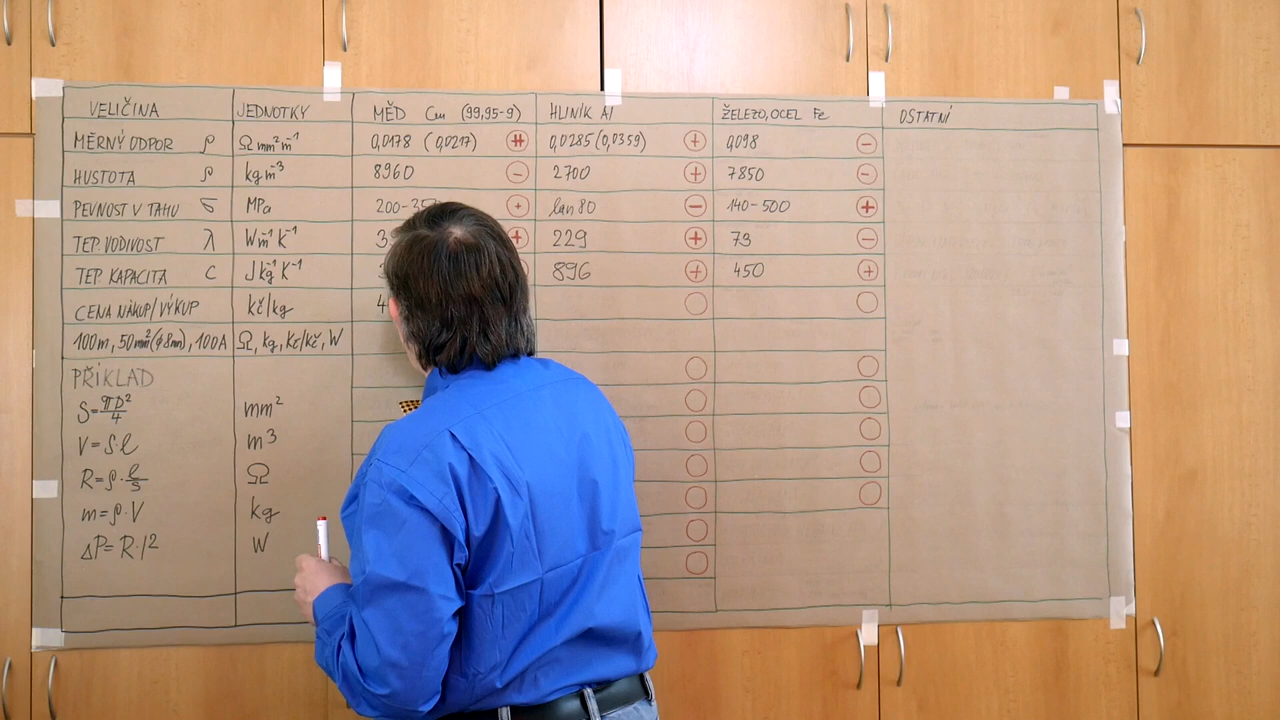 VELIČINA JEDNOTKY MĚĎ Cu (99,95-9) HLINÍK Al ŽELEZO, OCEL Fe OSTATNÍ
MĚRNÝ ODPOR ρ Ω mm² m⁻¹ 0,0178 (0,0217) ++ 0,0285 (0,0359) + 0,098 −
HUSTOTA ρ kg m⁻³ 8960 − 2700 + 7850 −
PEVNOST V TAHU σ MPa 200-35 + lan 80 − 140-500 +
TEP. VODIVOST λ W m⁻¹ K⁻¹ 3 + 229 + 73 −
TEP. KAPACITA c J kg⁻¹ K⁻¹ 896 + 450 +
CENA NÁKUP/VÝKUP kč/kg 4
100m, 50mm² (φ8mm), 100A Ω, kg, Kč/Kč, W
PŘÍKLAD
S=πD²/4 mm²
V=S·l m³
R=ρ·l/S Ω
m=ρ·V kg
ΔP=R·I² W